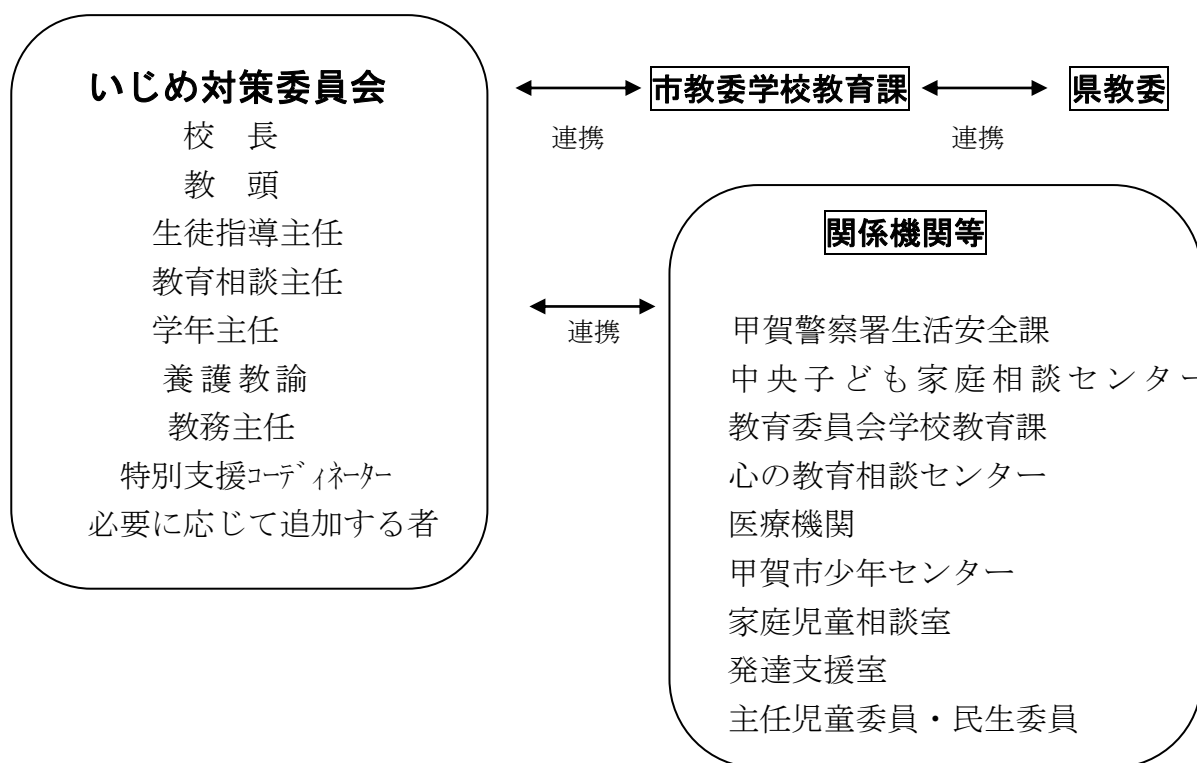 いじめ対策委員会
校　長
教　頭
生徒指導主任
教育相談主任
学年主任
養護教諭
教務主任
特別支援ｺｰﾃﾞｨﾈｰﾀｰ
必要に応じて追加する者
連携
市教委学校教育課
連携
県教委
連携
関係機関等
甲賀警察署生活安全課
中央子ども家庭相談センター
教育委員会学校教育課
心の教育相談センター
医療機関
甲賀市少年センター
家庭児童相談室
発達支援室
主任児童委員・民生委員